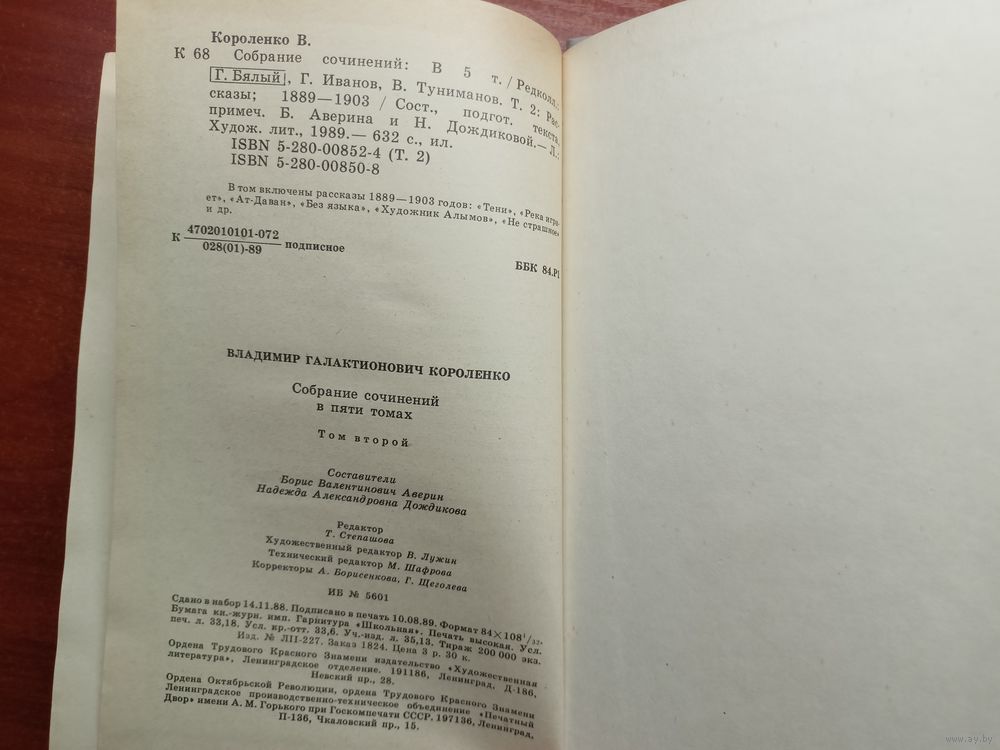 Короленко В.
К 68 Собрание сочинений: В 5 т./Редколл.:
Г. Бялый, Г. Иванов, В. Туниманов. Т. 2: Рас-
сказы; 1889—1903 / Сост., подгот. текста,
примеч. Б. Аверина и Н. Дождиковой.— Л.:
Худож. лит., 1989.— 632 с., ил.
ISBN 5-280-00852-4 (Т. 2)
ISBN 5-280-00850-8
В том включены рассказы 1889—1903 годов: «Тени», «Река игра-
ет», «Ат-Даван», «Без языка», «Художник Алымов», «Не страшное»
и др.
К 4702010101-072
028(01)-89 подписное
ББК 84.Р1
ВЛАДИМИР ГАЛАКТИОНОВИЧ КОРОЛЕНКО
Собрание сочинений
в пяти томах
Том второй
Составители
Борис Валентинович Аверин
Надежда Александровна Дождикова
Редактор
Т. Степашова
Художественный редактор В. Лужин
Технический редактор М. Шафрова
Корректоры А. Борисенкова, Г. Щеголева
ИБ № 5601
Сдано в набор 14.11.88. Подписано в печать 10.08.89. Формат 84×108¹/₃₂.
Бумага кн.-журн. имп. Гарнитура «Школьная». Печать высокая. Усл.
печ. л. 33,18. Усл. кр.-отт. 33,6. Уч.-изд. л. 35,13. Тираж 200 000 экз.
Изд. № ЛII-227. Заказ 1824. Цена 3 р. 30 к.
Ордена Трудового Красного Знамени издательство «Художественная
литература», Ленинградское отделение. 191186, Ленинград, Д-186,
Невский пр., 28.
Ордена Октябрьской Революции, ордена Трудового Красного Знамени
Ленинградское производственно-техническое объединение «Печатный
Двор» имени А. М. Горького при Госкомпечати СССР. 197136, Ленинград,
П-136, Чкаловский пр., 15.
www.ay.by